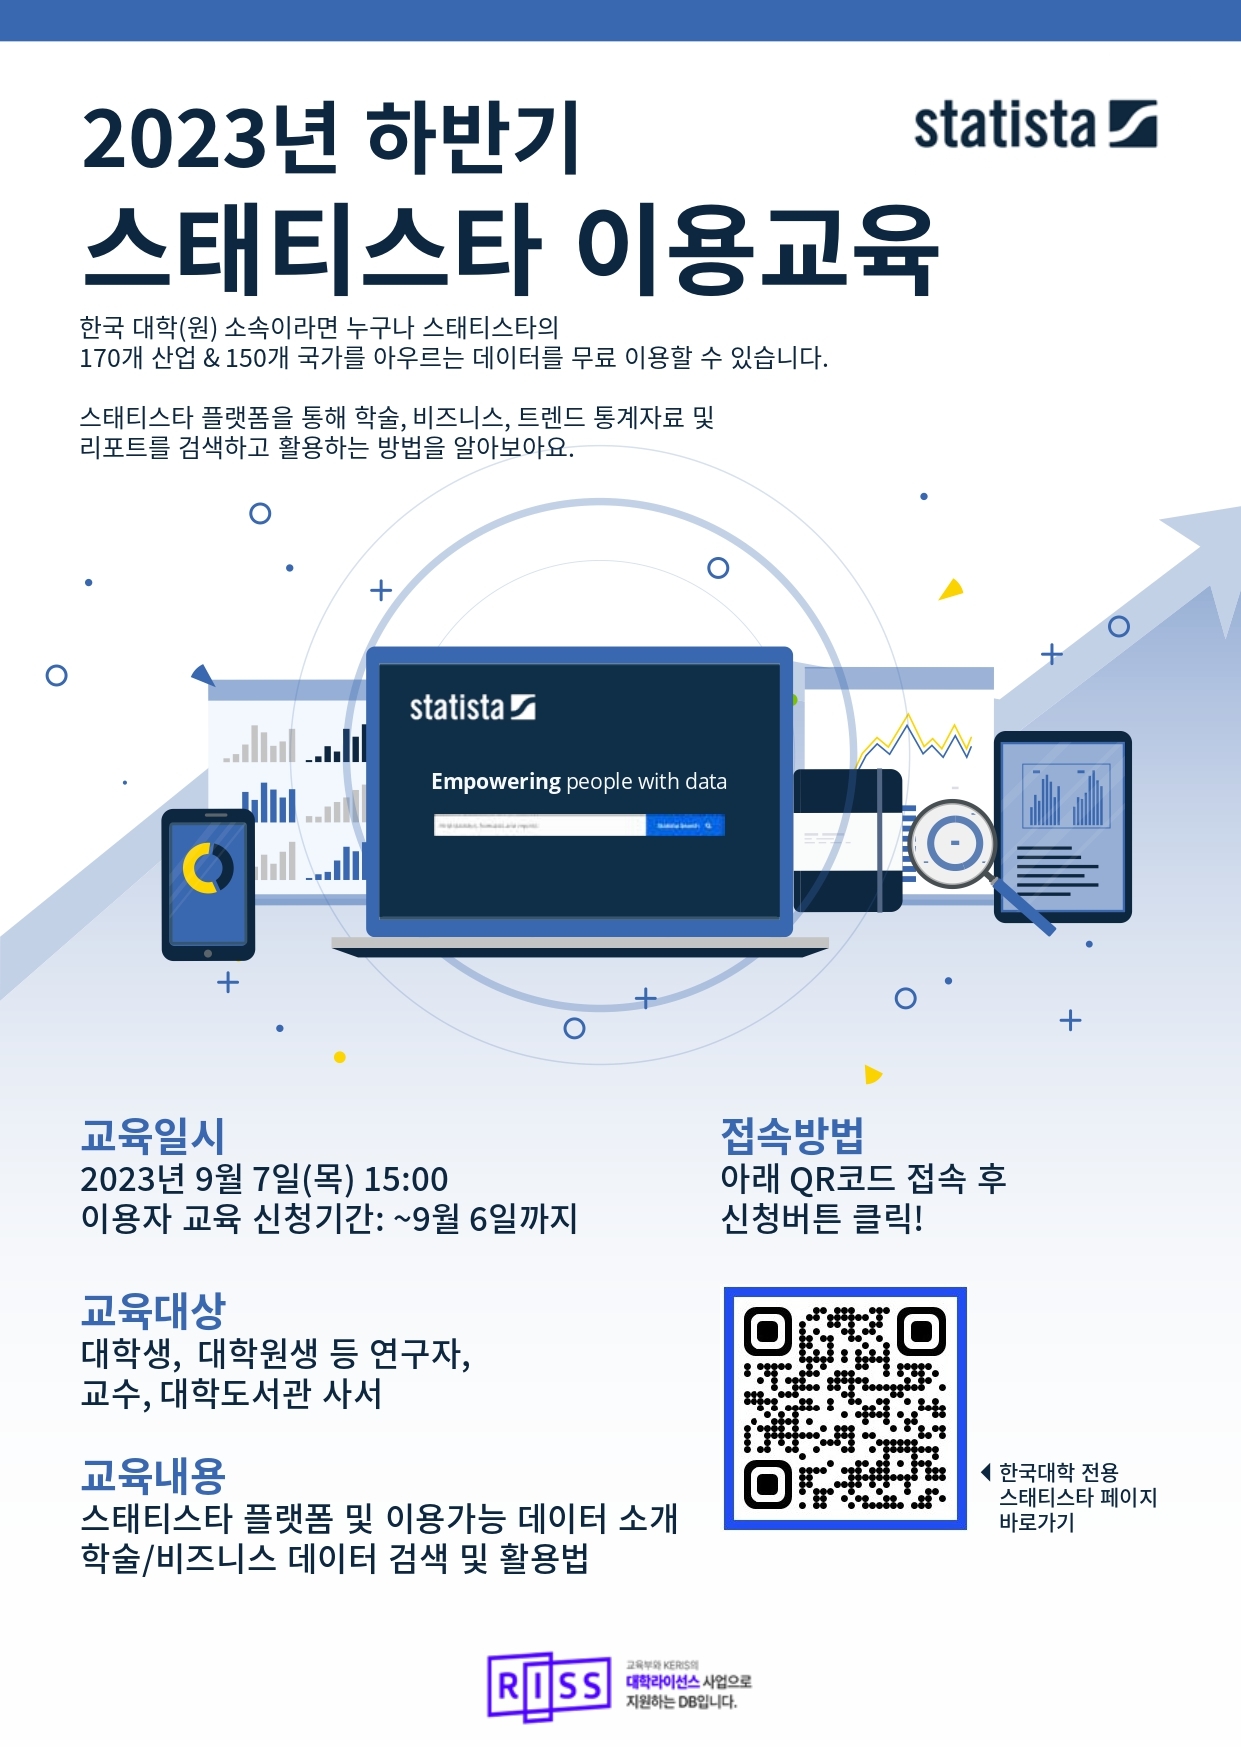 2023년 하반기
statista
스태티스타 이용교육
한국 대학(원) 소속이라면 누구나 스태티스타의
170개 산업 & 150개 국가를 아우르는 데이터를 무료 이용할 수 있습니다.
스태티스타 플랫폼을 통해 학술, 비즈니스, 트렌드 통계자료 및
리포트를 검색하고 활용하는 방법을 알아보아요.
statista
Empowering people with data
교육일시
2023년 9월 7일(목) 15:00
이용자 교육 신청기간: ~9월 6일까지
접속방법
아래 QR코드 접속 후
신청버튼 클릭!
교육대상
대학생, 대학원생 등 연구자,
교수, 대학도서관 사서
교육내용
스태티스타 플랫폼 및 이용가능 데이터 소개
학술/비즈니스 데이터 검색 및 활용법
한국대학 전용
스태티스타 페이지
바로가기
RISS
교육부와 KERIS의
대학라이선스 사업으로
지원하는 DB입니다.